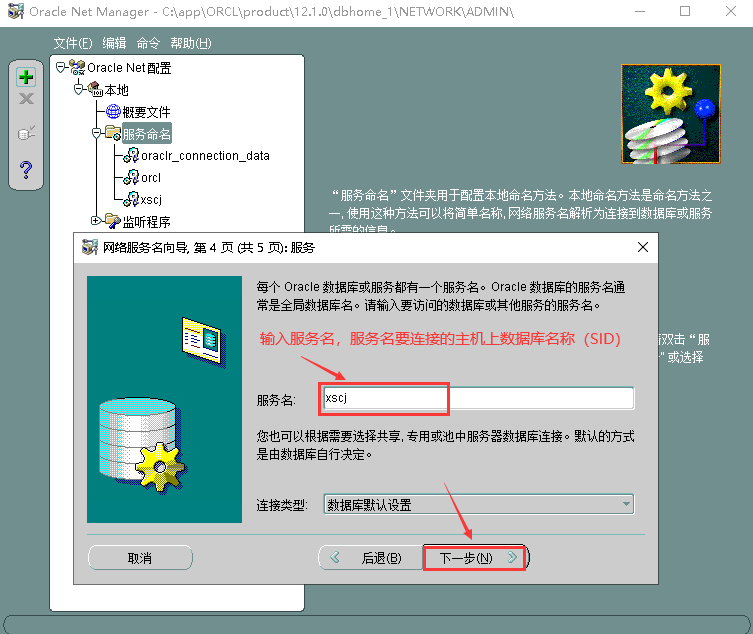 Oracle Net Manager - C:\app\ORCL\product\12.1.0\dbhome_1\NETWORK\ADMIN\
文件(F) 编辑 命令 帮助(H)
Oracle Net 配置
本地
概要文件
服务命名
oraclr_connection_data
orcl
xscj
监听程序
“服务命名”文件夹用于配置本地命名方法。本地命名方法是命名方法之
一, 使用这种方法可以将简单名称, 网络服务名解析为连接到数据库或服务
所需的信息。
网络服务名向导, 第 4 页 (共 5 页): 服务
每个 Oracle 数据库或服务都有一个服务名。Oracle 数据库的服务名通
常是全局数据库名。请输入要访问的数据库或其他服务的服务名。
输入服务名，服务名要连接的主机上数据库名称（SID）
双击“服
”或选择
服务名:
xscj
您也可以根据需要选择共享, 专用或池中服务器数据库连接。默认的方式
是由数据库自行决定。
连接类型:
数据库默认设置
取消
后退(B)
下一步(N)